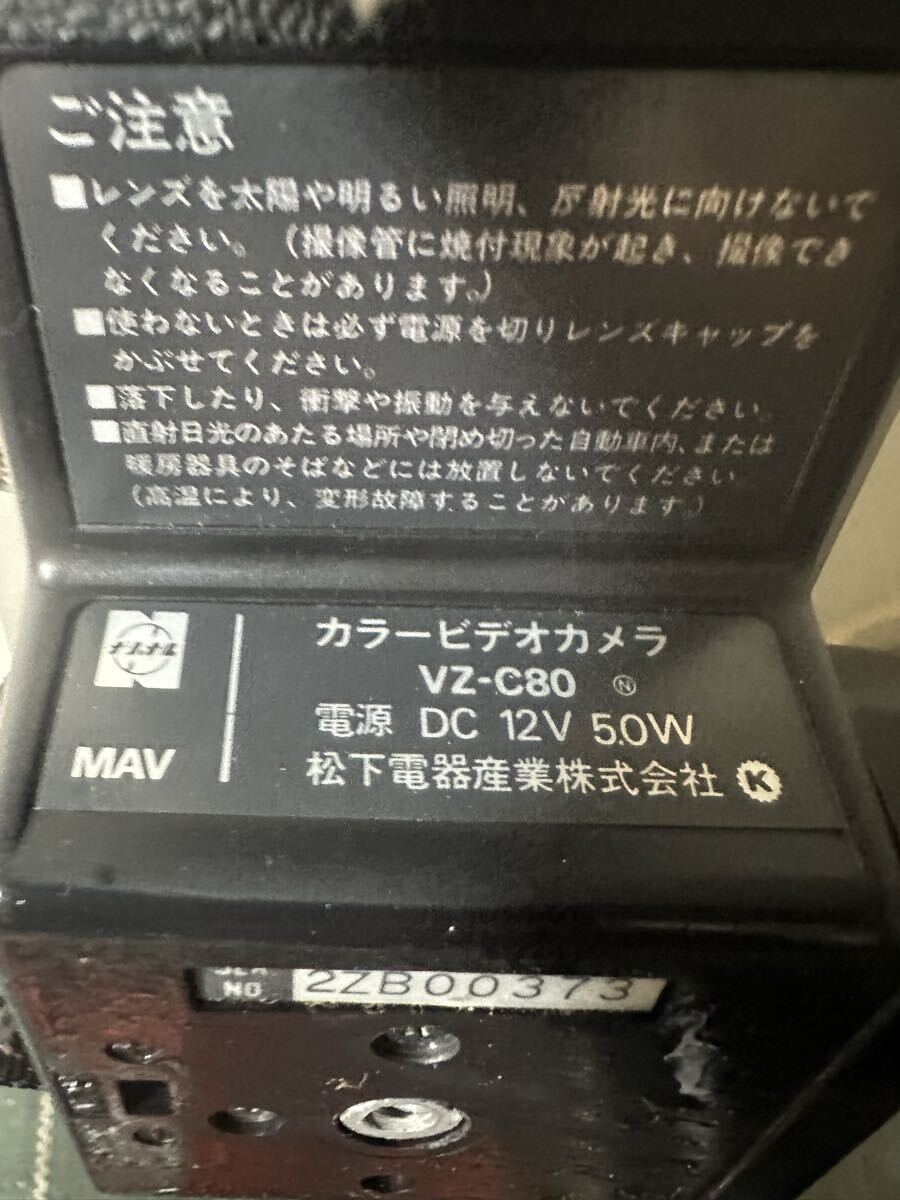 ご注意
■レンズを太陽や明るい照明、反射光に向けないで
ください。(撮像管に焼付現象が起き、撮像でき
なくなることがあります。)
■使わないときは必ず電源を切りレンズキャップを
かぶせてください。
■落下したり、衝撃や振動を与えないでください。
■直射日光のあたる場所や閉め切った自動車内、または
暖房器具のそばなどには放置しないでください
(高温により、変形故障することがあります。)
N
ナショナル
MAV
カラービデオカメラ
VZ-C80 N
電源 DC 12V 5.0W
松下電器産業株式会社 K
SER
NO 2ZB00373